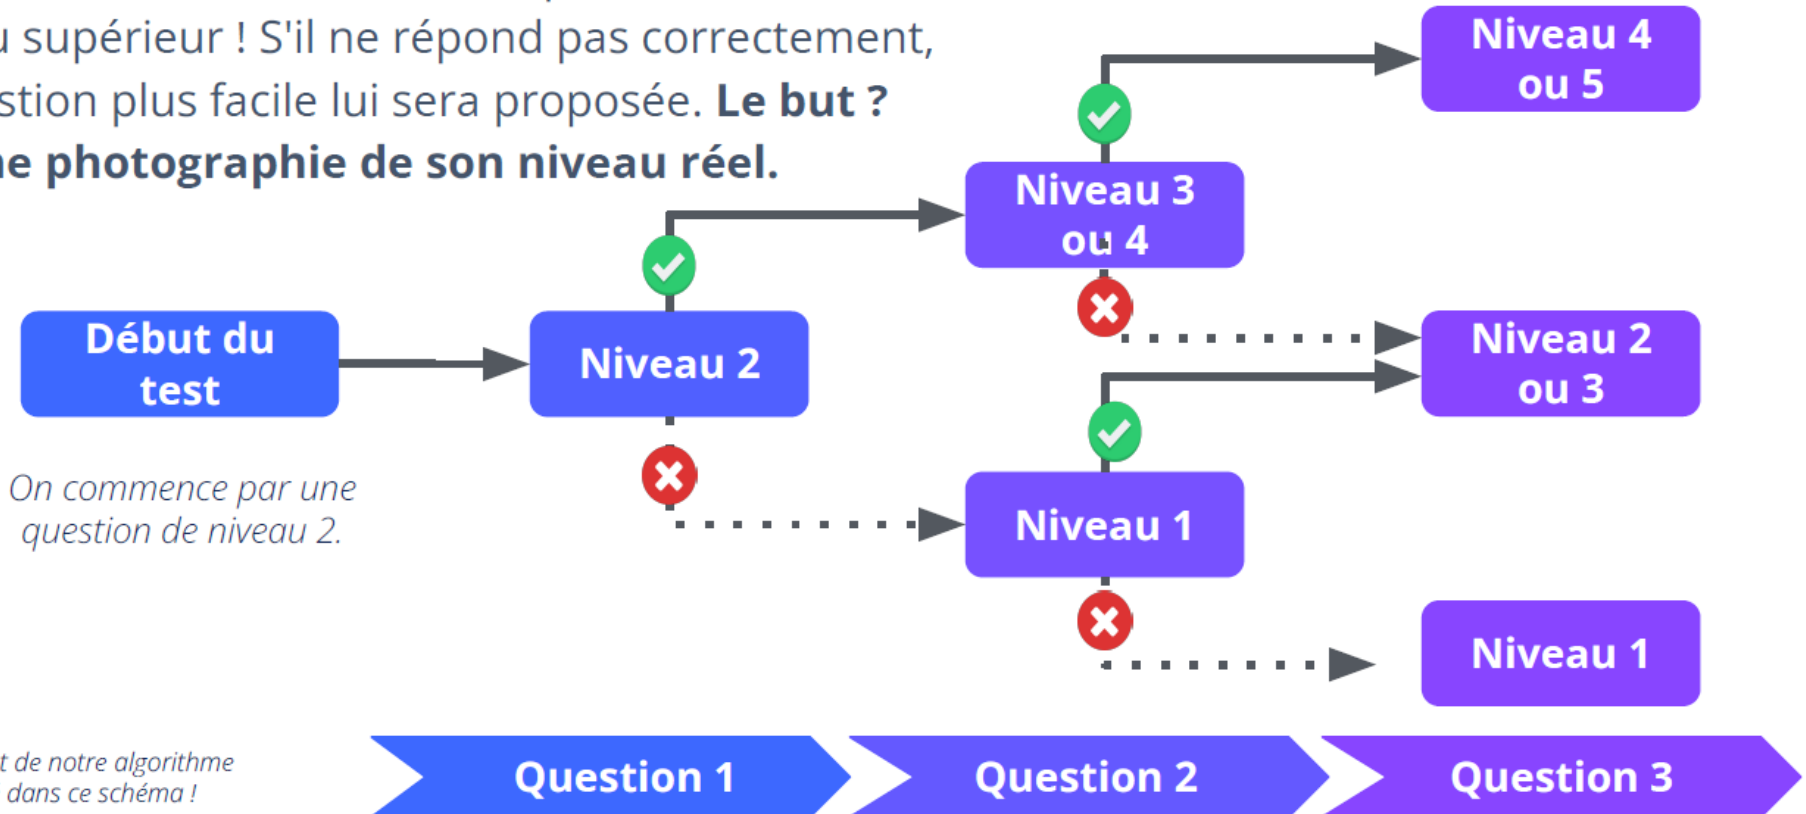 supérieur ! S'il ne répond pas correctement,
plus facile lui sera proposée. Le but ?
photographie de son niveau réel.
Niveau 4
ou 5
Niveau 3
ou 4
Début du
test
Niveau 2
Niveau 2
ou 3
On commence par une
question de niveau 2.
Niveau 1
Niveau 1
de notre algorithme
dans ce schéma !
Question 1
Question 2
Question 3